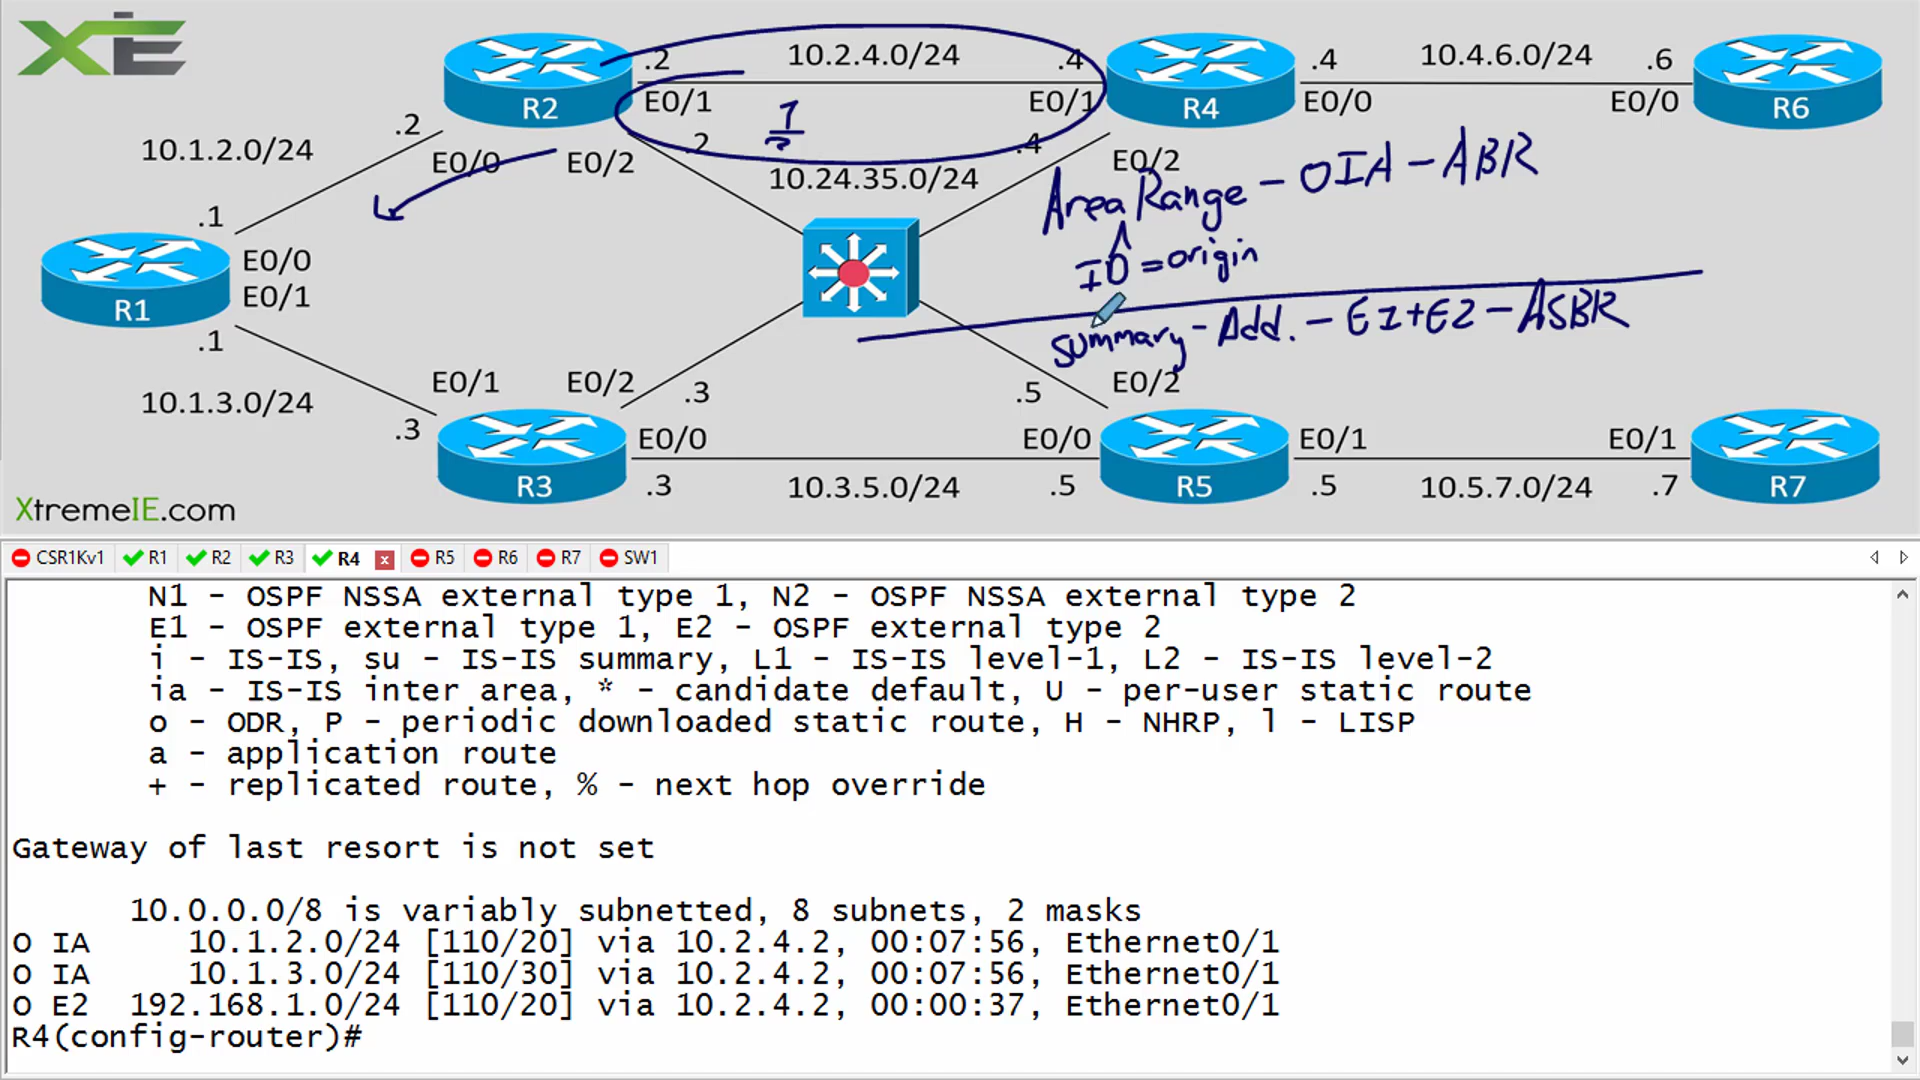 XIE
.2 10.2.4.0/24 .4
.4 10.4.6.0/24 .6
R2 E0/1 E0/1 R4 E0/0 E0/0 R6
.2 .2 .4
10.1.2.0/24 E0/0 E0/2 10.24.35.0/24 E0/2
Area Range - OIA - ABR
ID = origin
Summary - Add. - E1+E2 - ASBR
.1
R1 E0/0
E0/1
.1
10.1.3.0/24 E0/1 E0/2 .3 .5 E0/2
.3 R3 E0/0 E0/0 R5 E0/1 E0/1 R7
.3 10.3.5.0/24 .5 .5 10.5.7.0/24 .7
XtremeIE.com
CSR1Kv1 R1 R2 R3 R4 x R5 R6 R7 SW1
N1 - OSPF NSSA external type 1, N2 - OSPF NSSA external type 2
E1 - OSPF external type 1, E2 - OSPF external type 2
i - IS-IS, su - IS-IS summary, L1 - IS-IS level-1, L2 - IS-IS level-2
ia - IS-IS inter area, * - candidate default, U - per-user static route
o - ODR, P - periodic downloaded static route, H - NHRP, l - LISP
a - application route
+ - replicated route, % - next hop override
Gateway of last resort is not set
10.0.0.0/8 is variably subnetted, 8 subnets, 2 masks
O IA 10.1.2.0/24 [110/20] via 10.2.4.2, 00:07:56, Ethernet0/1
O IA 10.1.3.0/24 [110/30] via 10.2.4.2, 00:07:56, Ethernet0/1
O E2 192.168.1.0/24 [110/20] via 10.2.4.2, 00:00:37, Ethernet0/1
R4(config-router)#